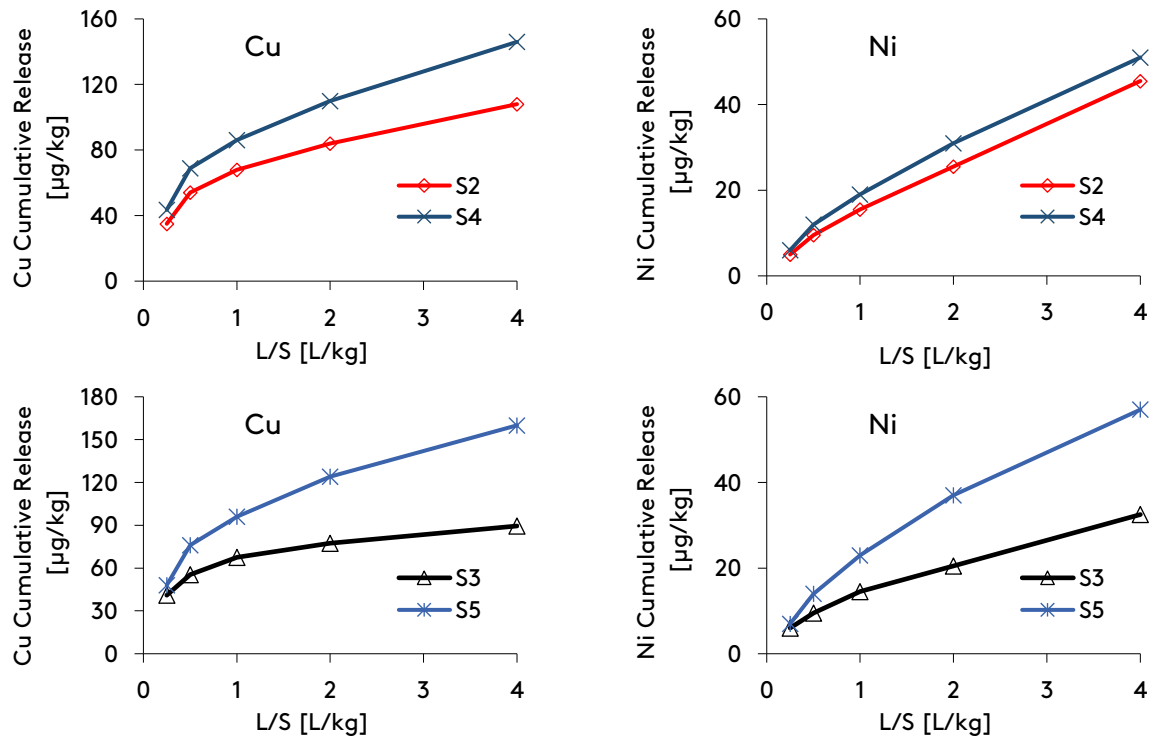 Cu Cumulative Release
[µg/kg]
160
120
80
40
0
Cu
S2
S4
0 1 2 3 4
L/S [L/kg]
Ni Cumulative Release
[µg/kg]
60
40
20
0
Ni
S2
S4
0 1 2 3 4
L/S [L/kg]
Cu Cumulative Release
[µg/kg]
180
150
120
90
60
30
0
Cu
S3
S5
0 1 2 3 4
L/S [L/kg]
Ni Cumulative Release
[µg/kg]
60
40
20
0
Ni
S3
S5
0 1 2 3 4
L/S [L/kg]